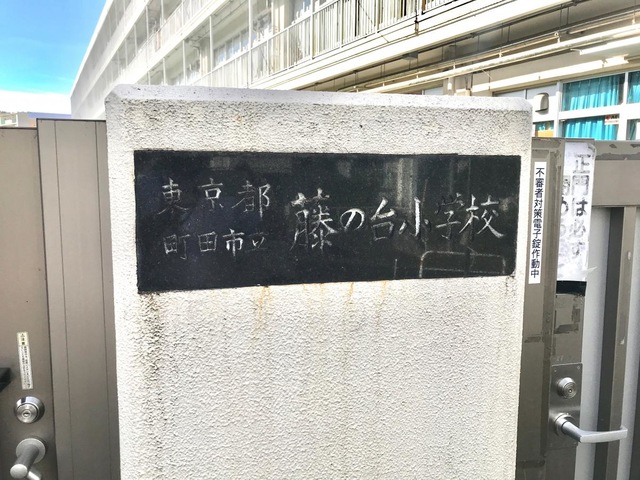 東京都
町田市立
藤の台小学校
不審者対策電子錠作動中
正門は必ず